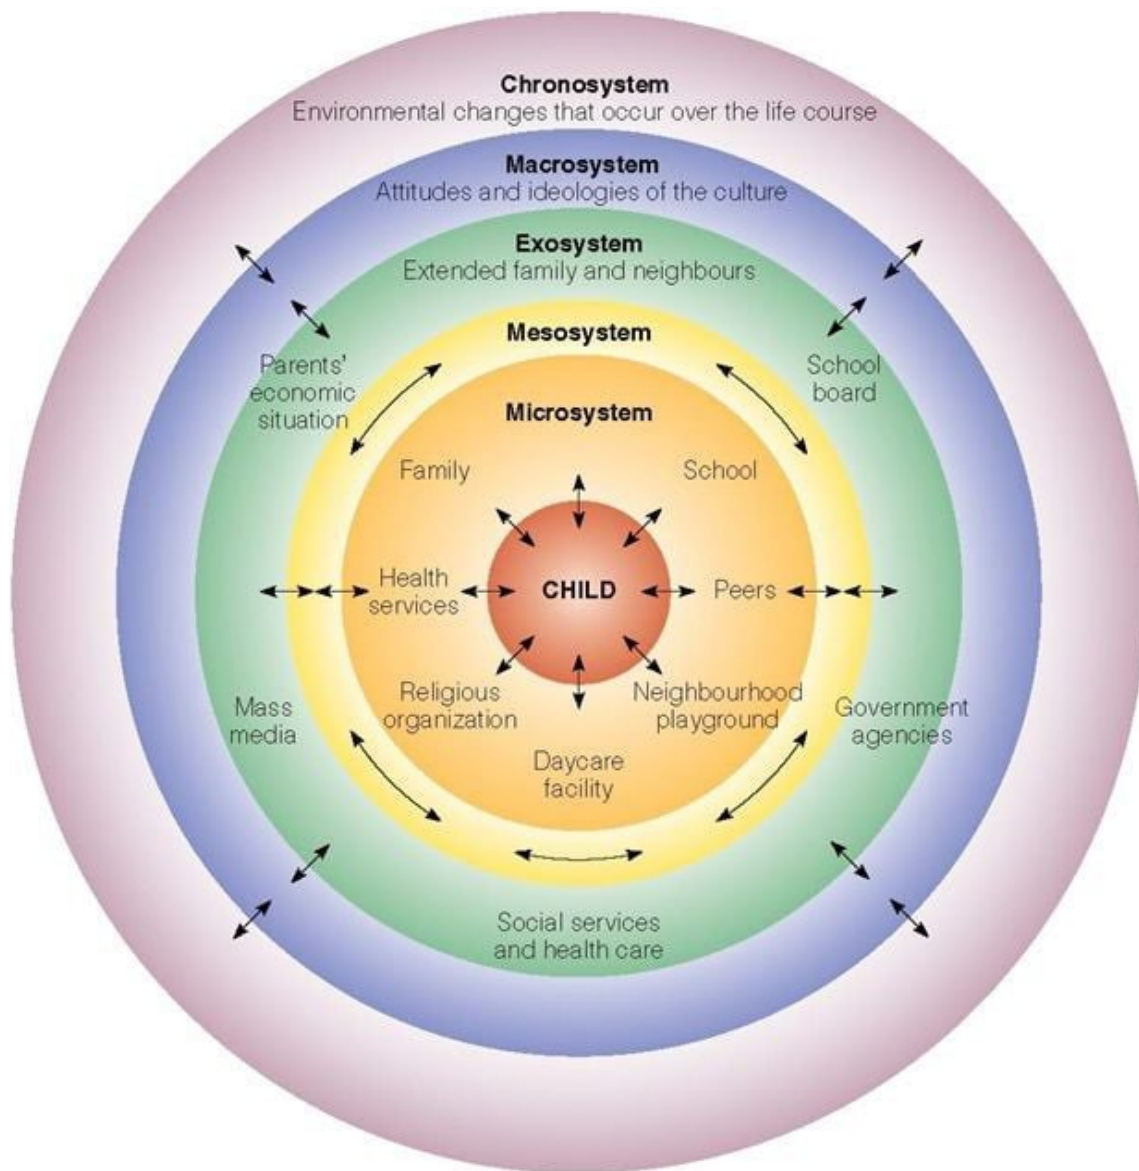 Chronosystem
Environmental changes that occur over the life course
Macrosystem
Attitudes and ideologies of the culture
Exosystem
Extended family and neighbours
Mesosystem
Parents'
economic
situation
School
board
Microsystem
Family
School
Health
services
CHILD
Peers
Religious
organization
Neighbourhood
playground
Mass
media
Government
agencies
Daycare
facility
Social services
and health care